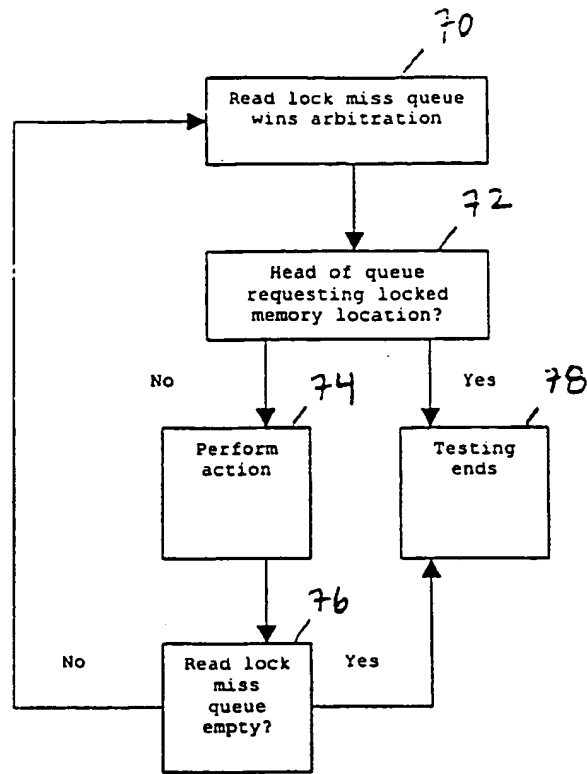 70
Read lock miss queue
wins arbitration
72
Head of queue
requesting locked
memory location?
No
Yes
74
78
Perform
action
Testing
ends
76
No
Read lock
miss
queue
empty?
Yes